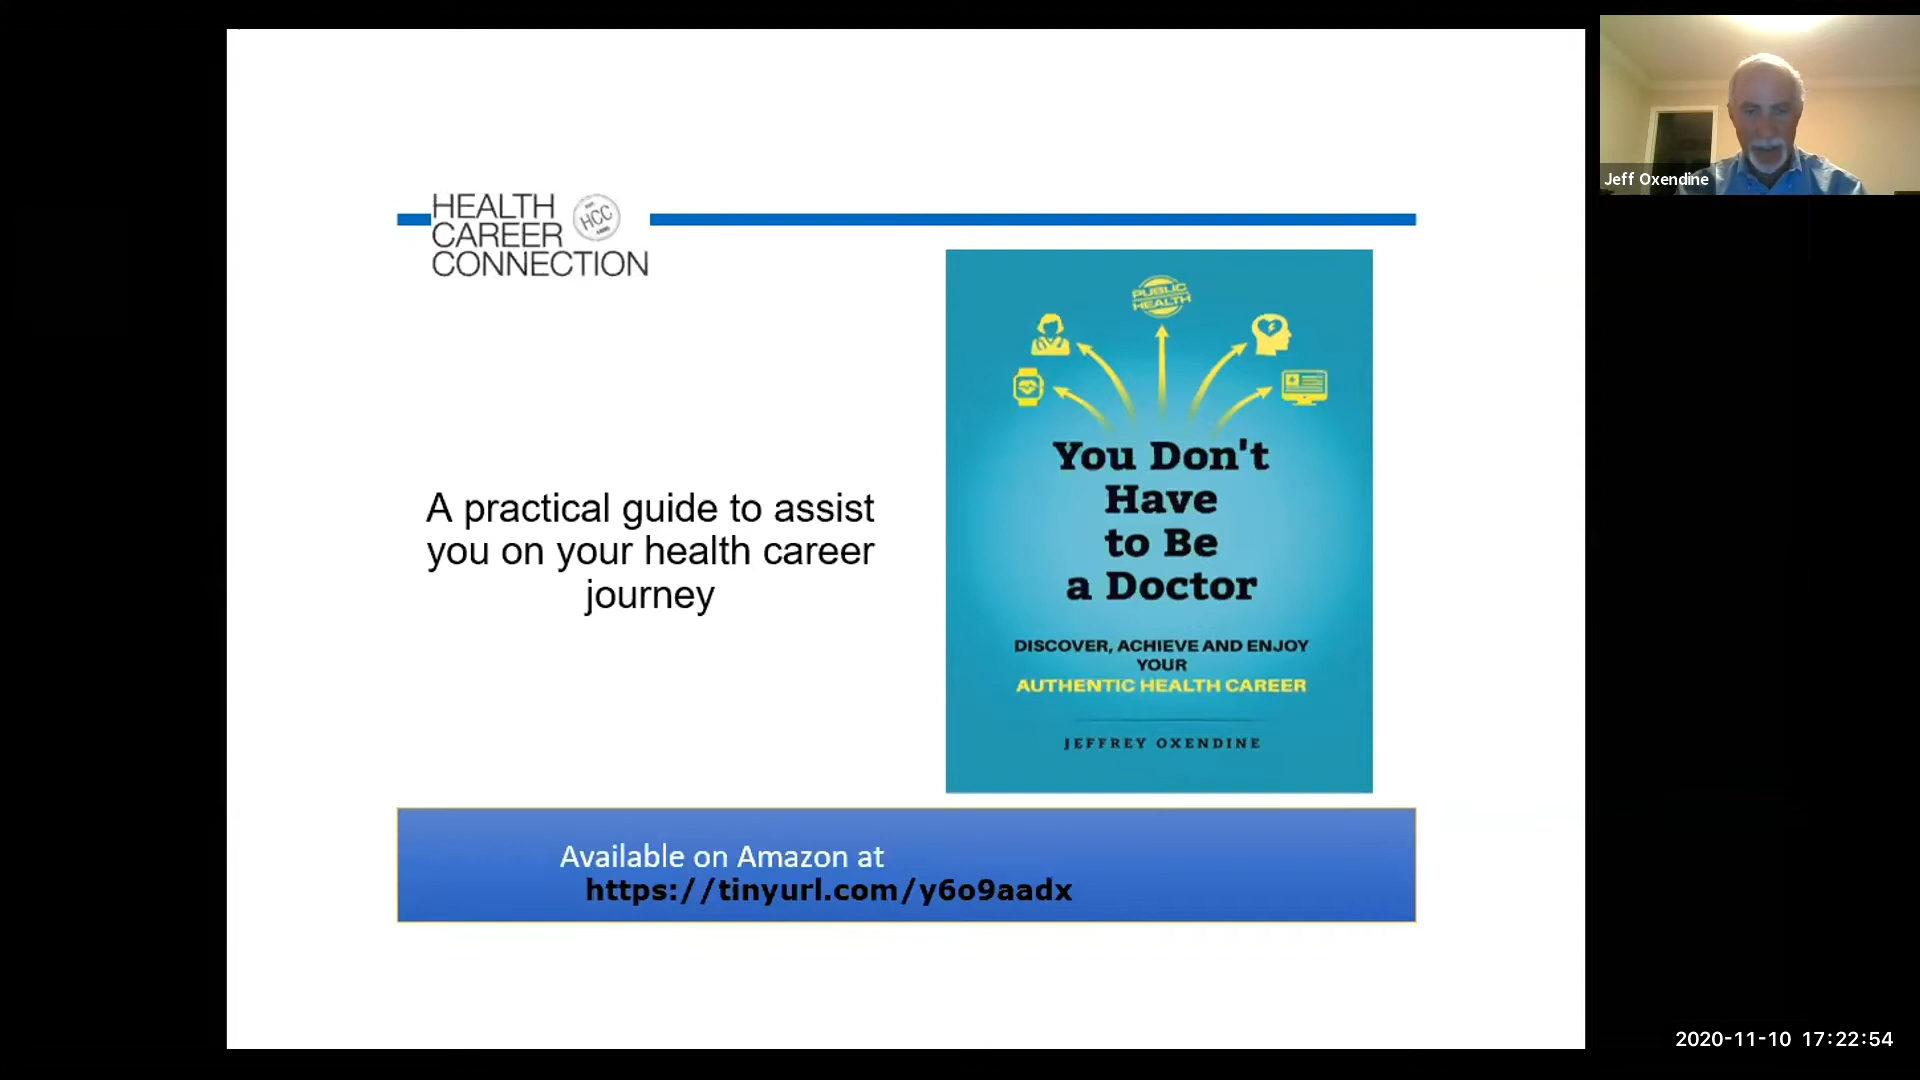 HEALTH
CAREER
CONNECTION
HCC
A practical guide to assist
you on your health career
journey
PUBLIC
HEALTH
You Don't
Have
to Be
a Doctor
DISCOVER, ACHIEVE AND ENJOY
YOUR
AUTHENTIC HEALTH CAREER
JEFFREY OXENDINE
Available on Amazon at
https://tinyurl.com/y6o9aadx
Jeff Oxendine
2020-11-10 17:22:54